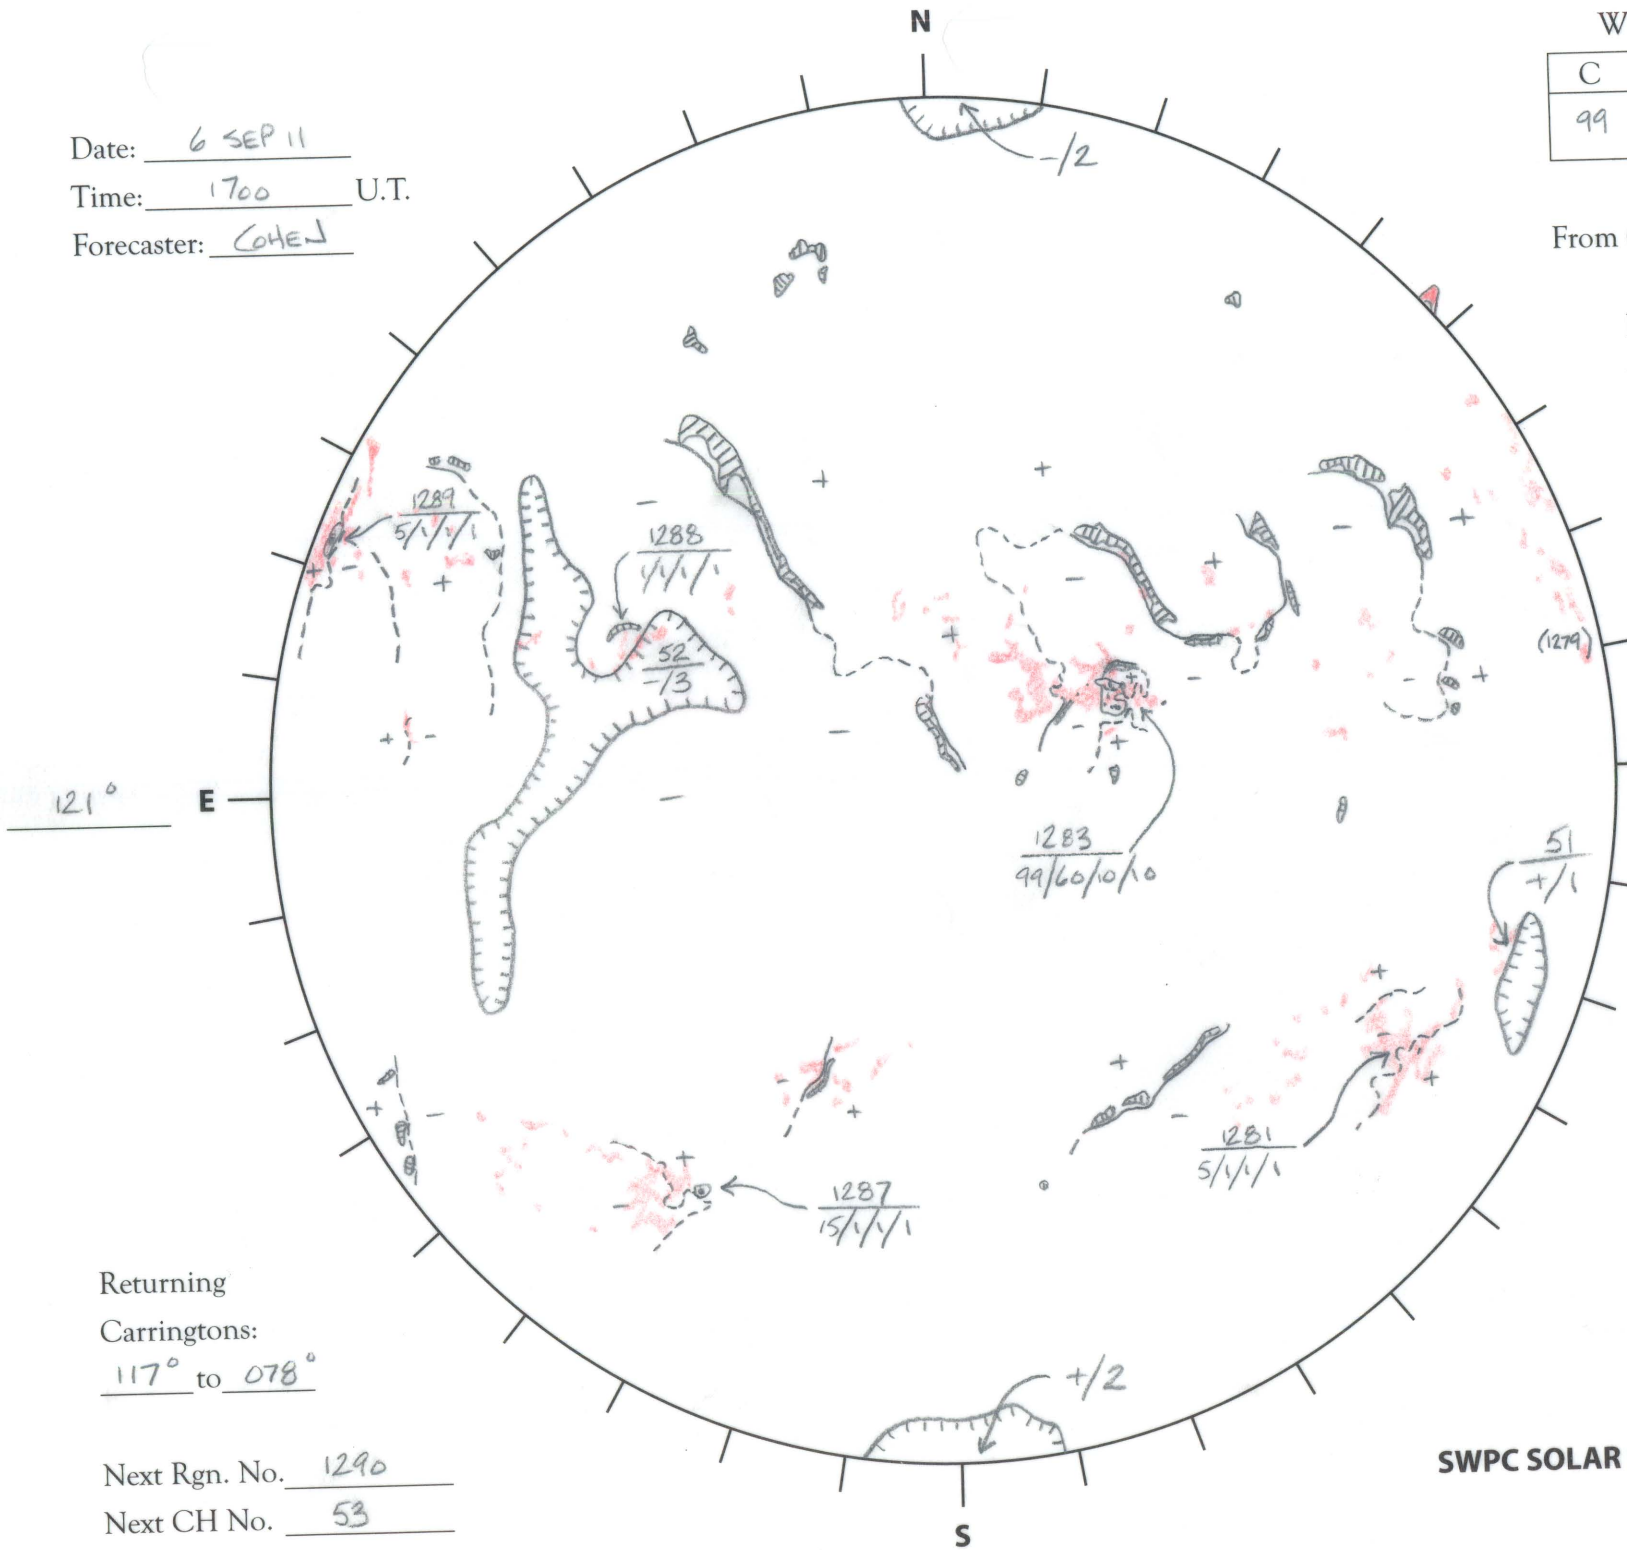 N
W
C
99
Date: 6 SEP 11
Time: 1700 U.T.
Forecaster: COHEN
-/2
From
1289
5/1/1/1
1288
1/1/1/1
52
-/3
(1279)
121°
E
1283
99/60/10/10
51
+/1
1281
5/1/1/1
1287
15/1/1/1
Returning
Carringtons:
117° to 078°
+/2
Next Rgn. No. 1290
Next CH No. 53
SWPC SOLAR
S